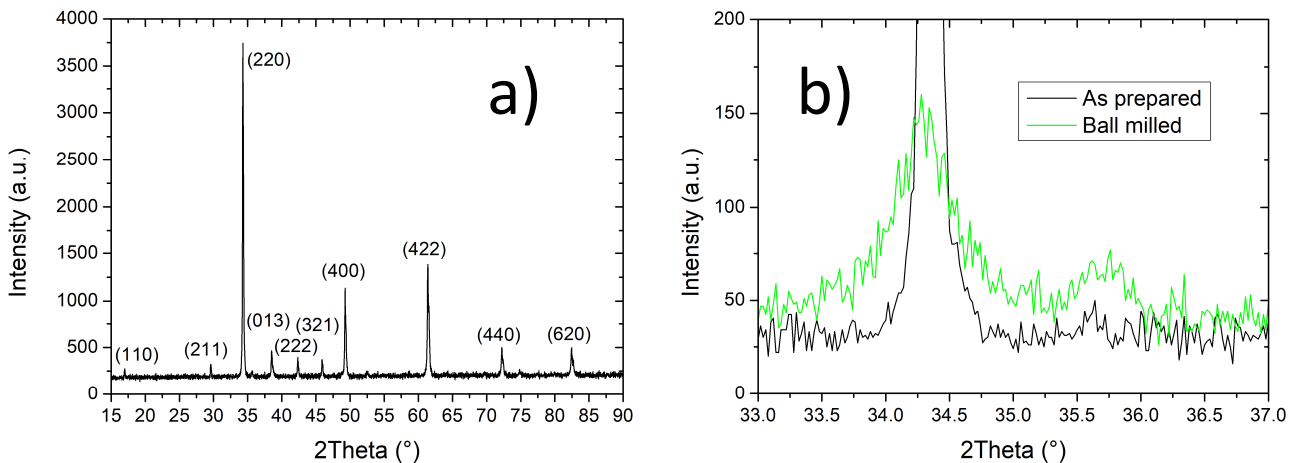 a)
4000
3500
3000
2500
2000
1500
1000
500
0
Intensity (a.u.)
(110)
(211)
(220)
(013)
(222)
(321)
(400)
(422)
(440)
(620)
15 20 25 30 35 40 45 50 55 60 65 70 75 80 85 90
2Theta (°)
b)
200
150
100
50
0
Intensity (a.u.)
As prepared
Ball milled
33.0 33.5 34.0 34.5 35.0 35.5 36.0 36.5 37.0
2Theta (°)